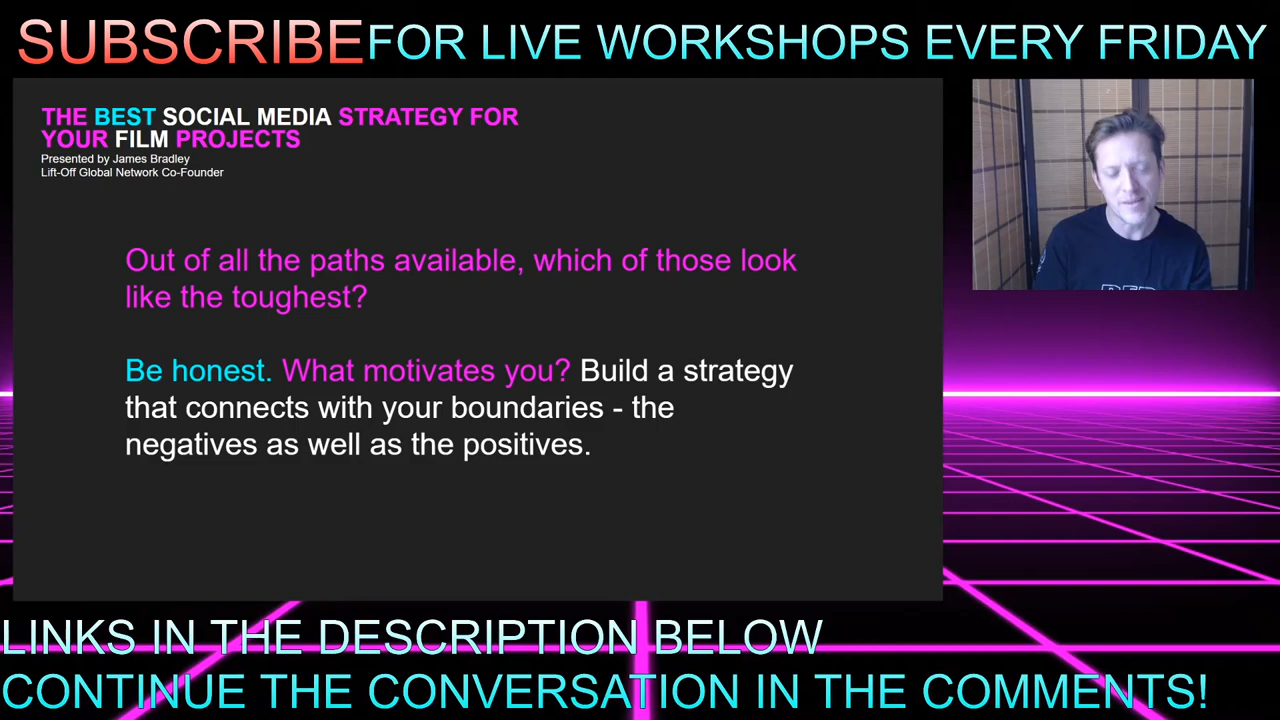 SUBSCRIBE FOR LIVE WORKSHOPS EVERY FRIDAY
THE BEST SOCIAL MEDIA STRATEGY FOR
YOUR FILM PROJECTS
Presented by James Bradley
Lift-Off Global Network Co-Founder
Out of all the paths available, which of those look
like the toughest?
Be honest. What motivates you? Build a strategy
that connects with your boundaries - the
negatives as well as the positives.
LINKS IN THE DESCRIPTION BELOW
CONTINUE THE CONVERSATION IN THE COMMENTS!